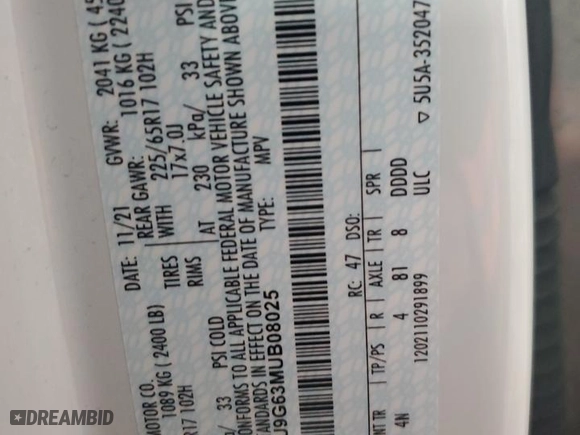 DATE: 11/21 GVWR: 2041 KG
MOTOR CO.
REAR GAWR: 1016 KG
1089 KG ( 2400 LB)
WITH 225/65R17 102H
TIRES
R17 102H
RIMS 17x7.0J
33 PSI COLD AT 230 kPa/ 33 PSI
CONFORMS TO ALL APPLICABLE FEDERAL MOTOR VEHICLE SAFETY AND
STANDARDS IN EFFECT ON THE DATE OF MANUFACTURE SHOWN ABOVE
U9G63MUB08025 TYPE: MPV
RC: 47 DSO:
INT TR | TP/PS | R | AXLE | TR | SPR |
4N 4 81 8 DDDD
1202110291899 ULC ▽ 5U5A-352047
DREAMBID